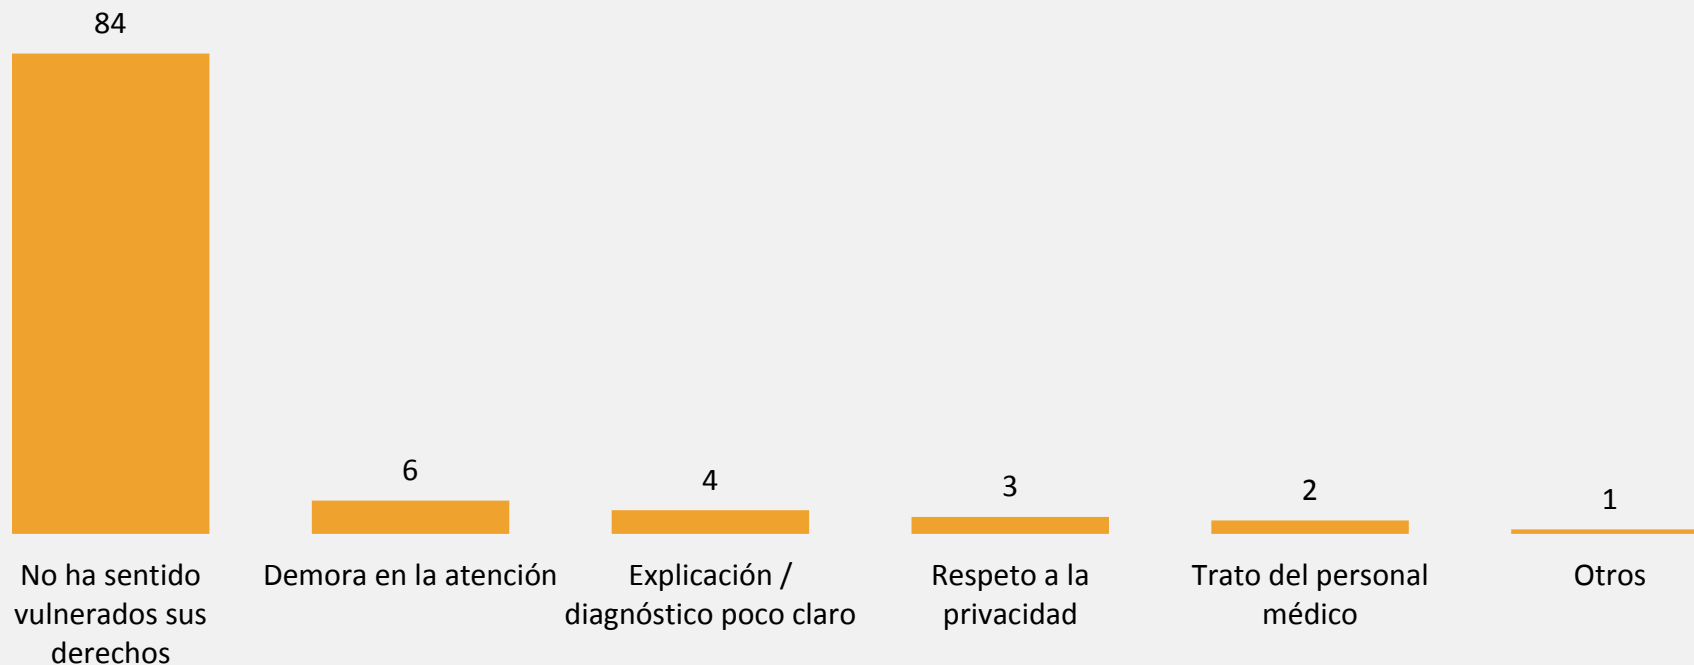 84
6
4
3
2
1
No ha sentido
vulnerados sus
derechos
Demora en la atención
Explicación /
diagnóstico poco claro
Respeto a la
privacidad
Trato del personal
médico
Otros